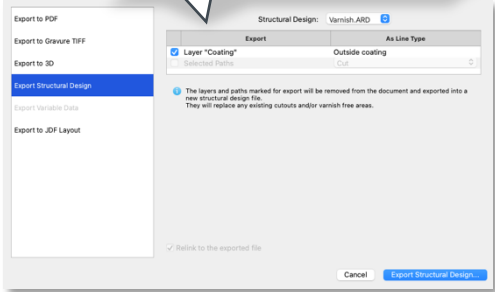 Export to PDF
Export to Gravure TIFF
Export to 3D
Export Structural Design
Export Variable Data
Export to JDF Layout
Structural Design: Varnish.ARD
Export As Line Type
Layer "Coating" Outside coating
Selected Paths Cut
The layers and paths marked for export will be removed from the document and exported into a
new structural design file.
They will replace any existing cutouts and/or varnish free areas.
Relink to the exported file
Cancel Export Structural Design...